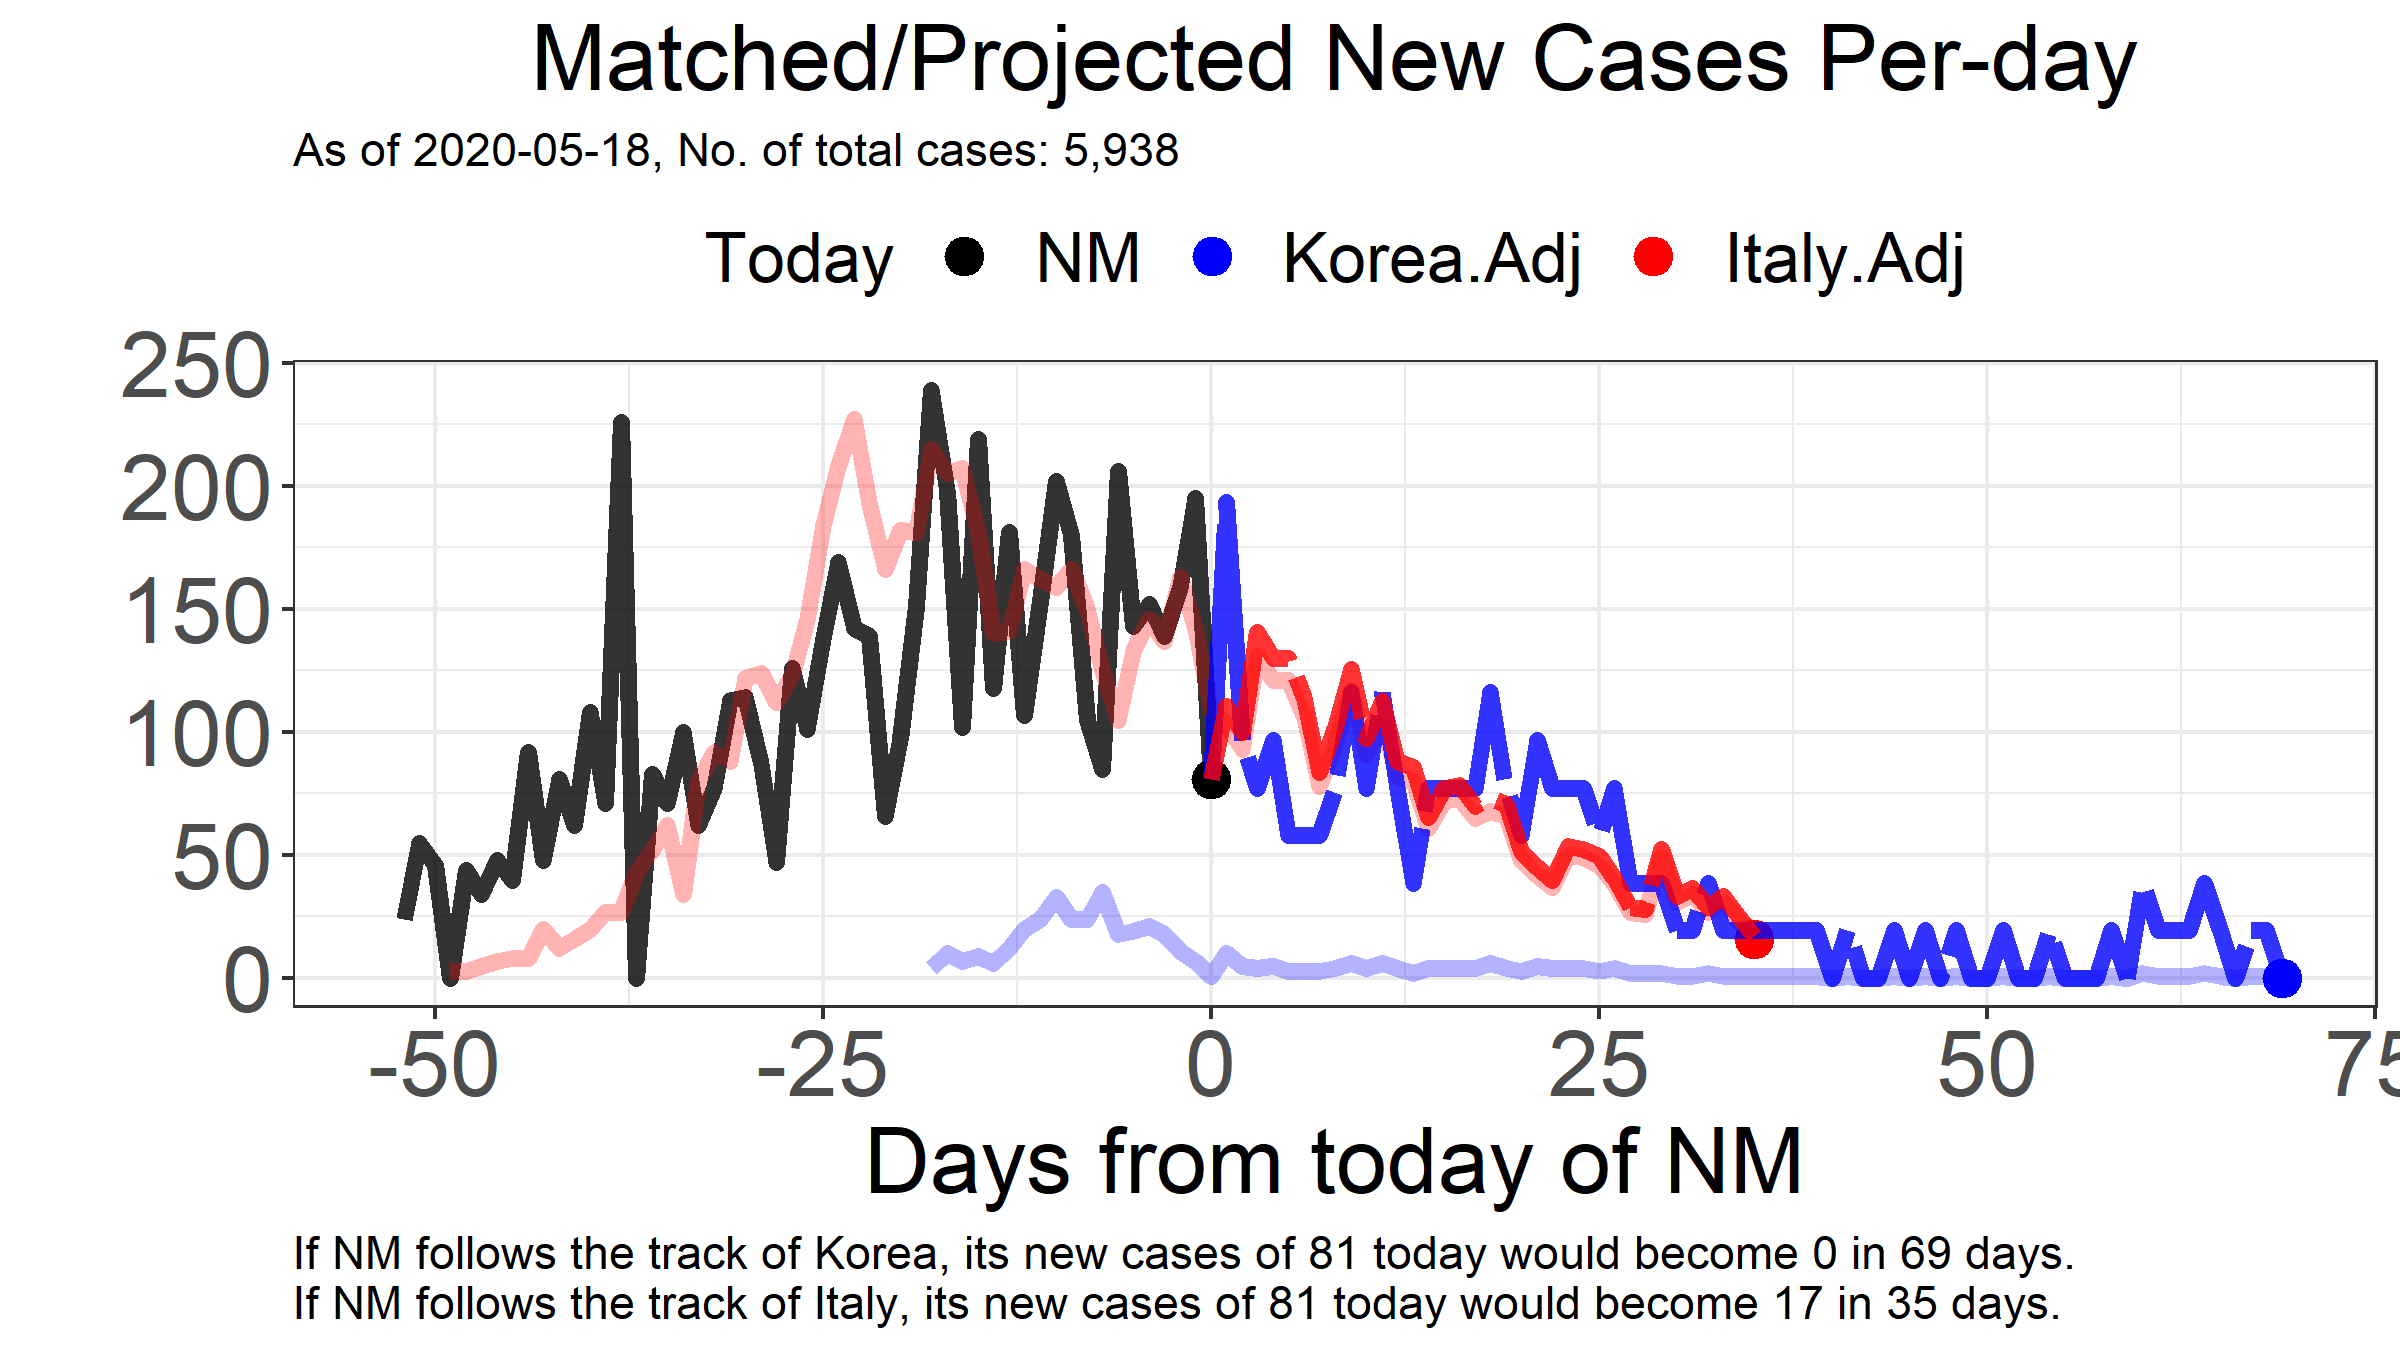 Matched/Projected New Cases Per-day
As of 2020-05-18, No. of total cases: 5,938
Today NM Korea.Adj Italy.Adj
250
200
150
100
50
0
-50 -25 0 25 50 75
Days from today of NM
If NM follows the track of Korea, its new cases of 81 today would become 0 in 69 days.
If NM follows the track of Italy, its new cases of 81 today would become 17 in 35 days.